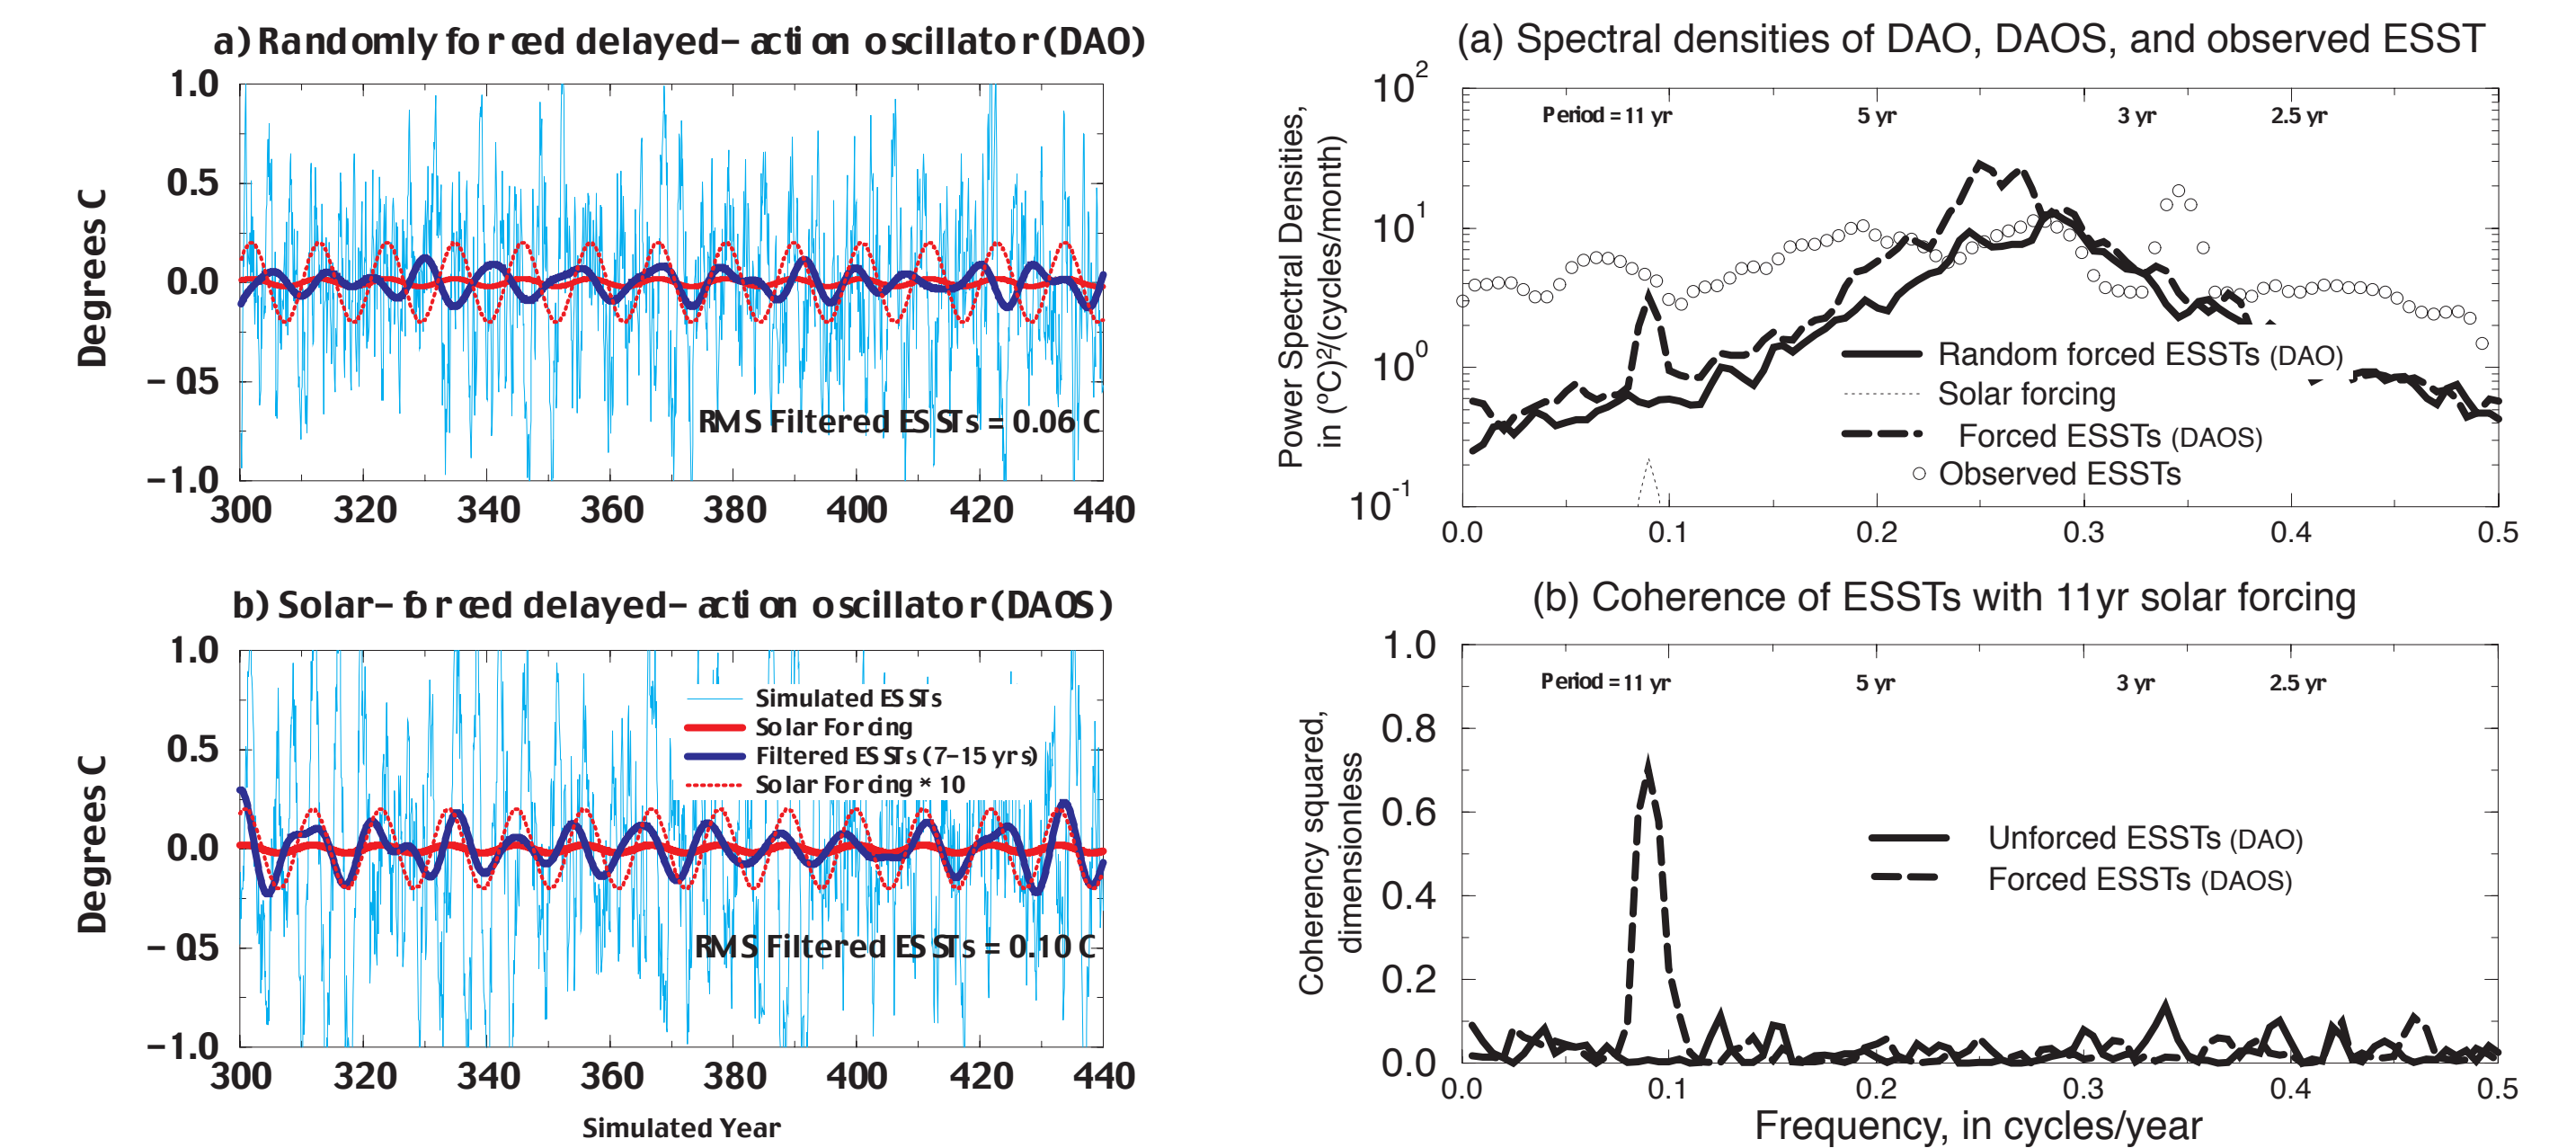 a) Randomly forced delayed- action oscillator (DAO)
Degrees C
1.0
0.5
0.0
- 05
-1.0
RMS Filtered ESSTs = 0.06 C
300 320 340 360 380 400 420 440
b) Solar- forced delayed- action oscillator (DAOS)
Degrees C
1.0
0.5
0.0
- 05
-1.0
Simulated ESSTs
Solar Forcing
Filtered ESSTs (7-15 yrs)
Solar Forcing * 10
RMS Filtered ESSTs = 0.10 C
300 320 340 360 380 400 420 440
Simulated Year
(a) Spectral densities of DAO, DAOS, and observed ESST
Power Spectral Densities,
in (ºC)²/(cycles/month)
10²
10¹
10⁰
10⁻¹
Period = 11 yr 5 yr 3 yr 2.5 yr
Random forced ESSTs (DAO)
Solar forcing
Forced ESSTs (DAOS)
Observed ESSTs
0.0 0.1 0.2 0.3 0.4 0.5
(b) Coherence of ESSTs with 11yr solar forcing
Coherency squared,
dimensionless
1.0
0.8
0.6
0.4
0.2
0.0
Period = 11 yr 5 yr 3 yr 2.5 yr
Unforced ESSTs (DAO)
Forced ESSTs (DAOS)
0.0 0.1 0.2 0.3 0.4 0.5
Frequency, in cycles/year